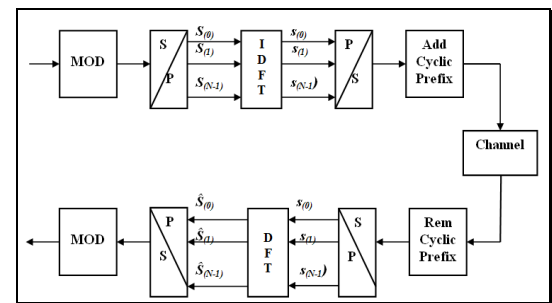 MOD
S
P
S(0)
S(1)
S(N-1)
I
D
F
T
s(0)
s(1)
s(N-1)
P
S
Add
Cyclic
Prefix
Channel
MOD
P
S
Ŝ(0)
Ŝ(1)
Ŝ(N-1)
D
F
T
s(0)
s(1)
s(N-1)
S
P
Rem
Cyclic
Prefix